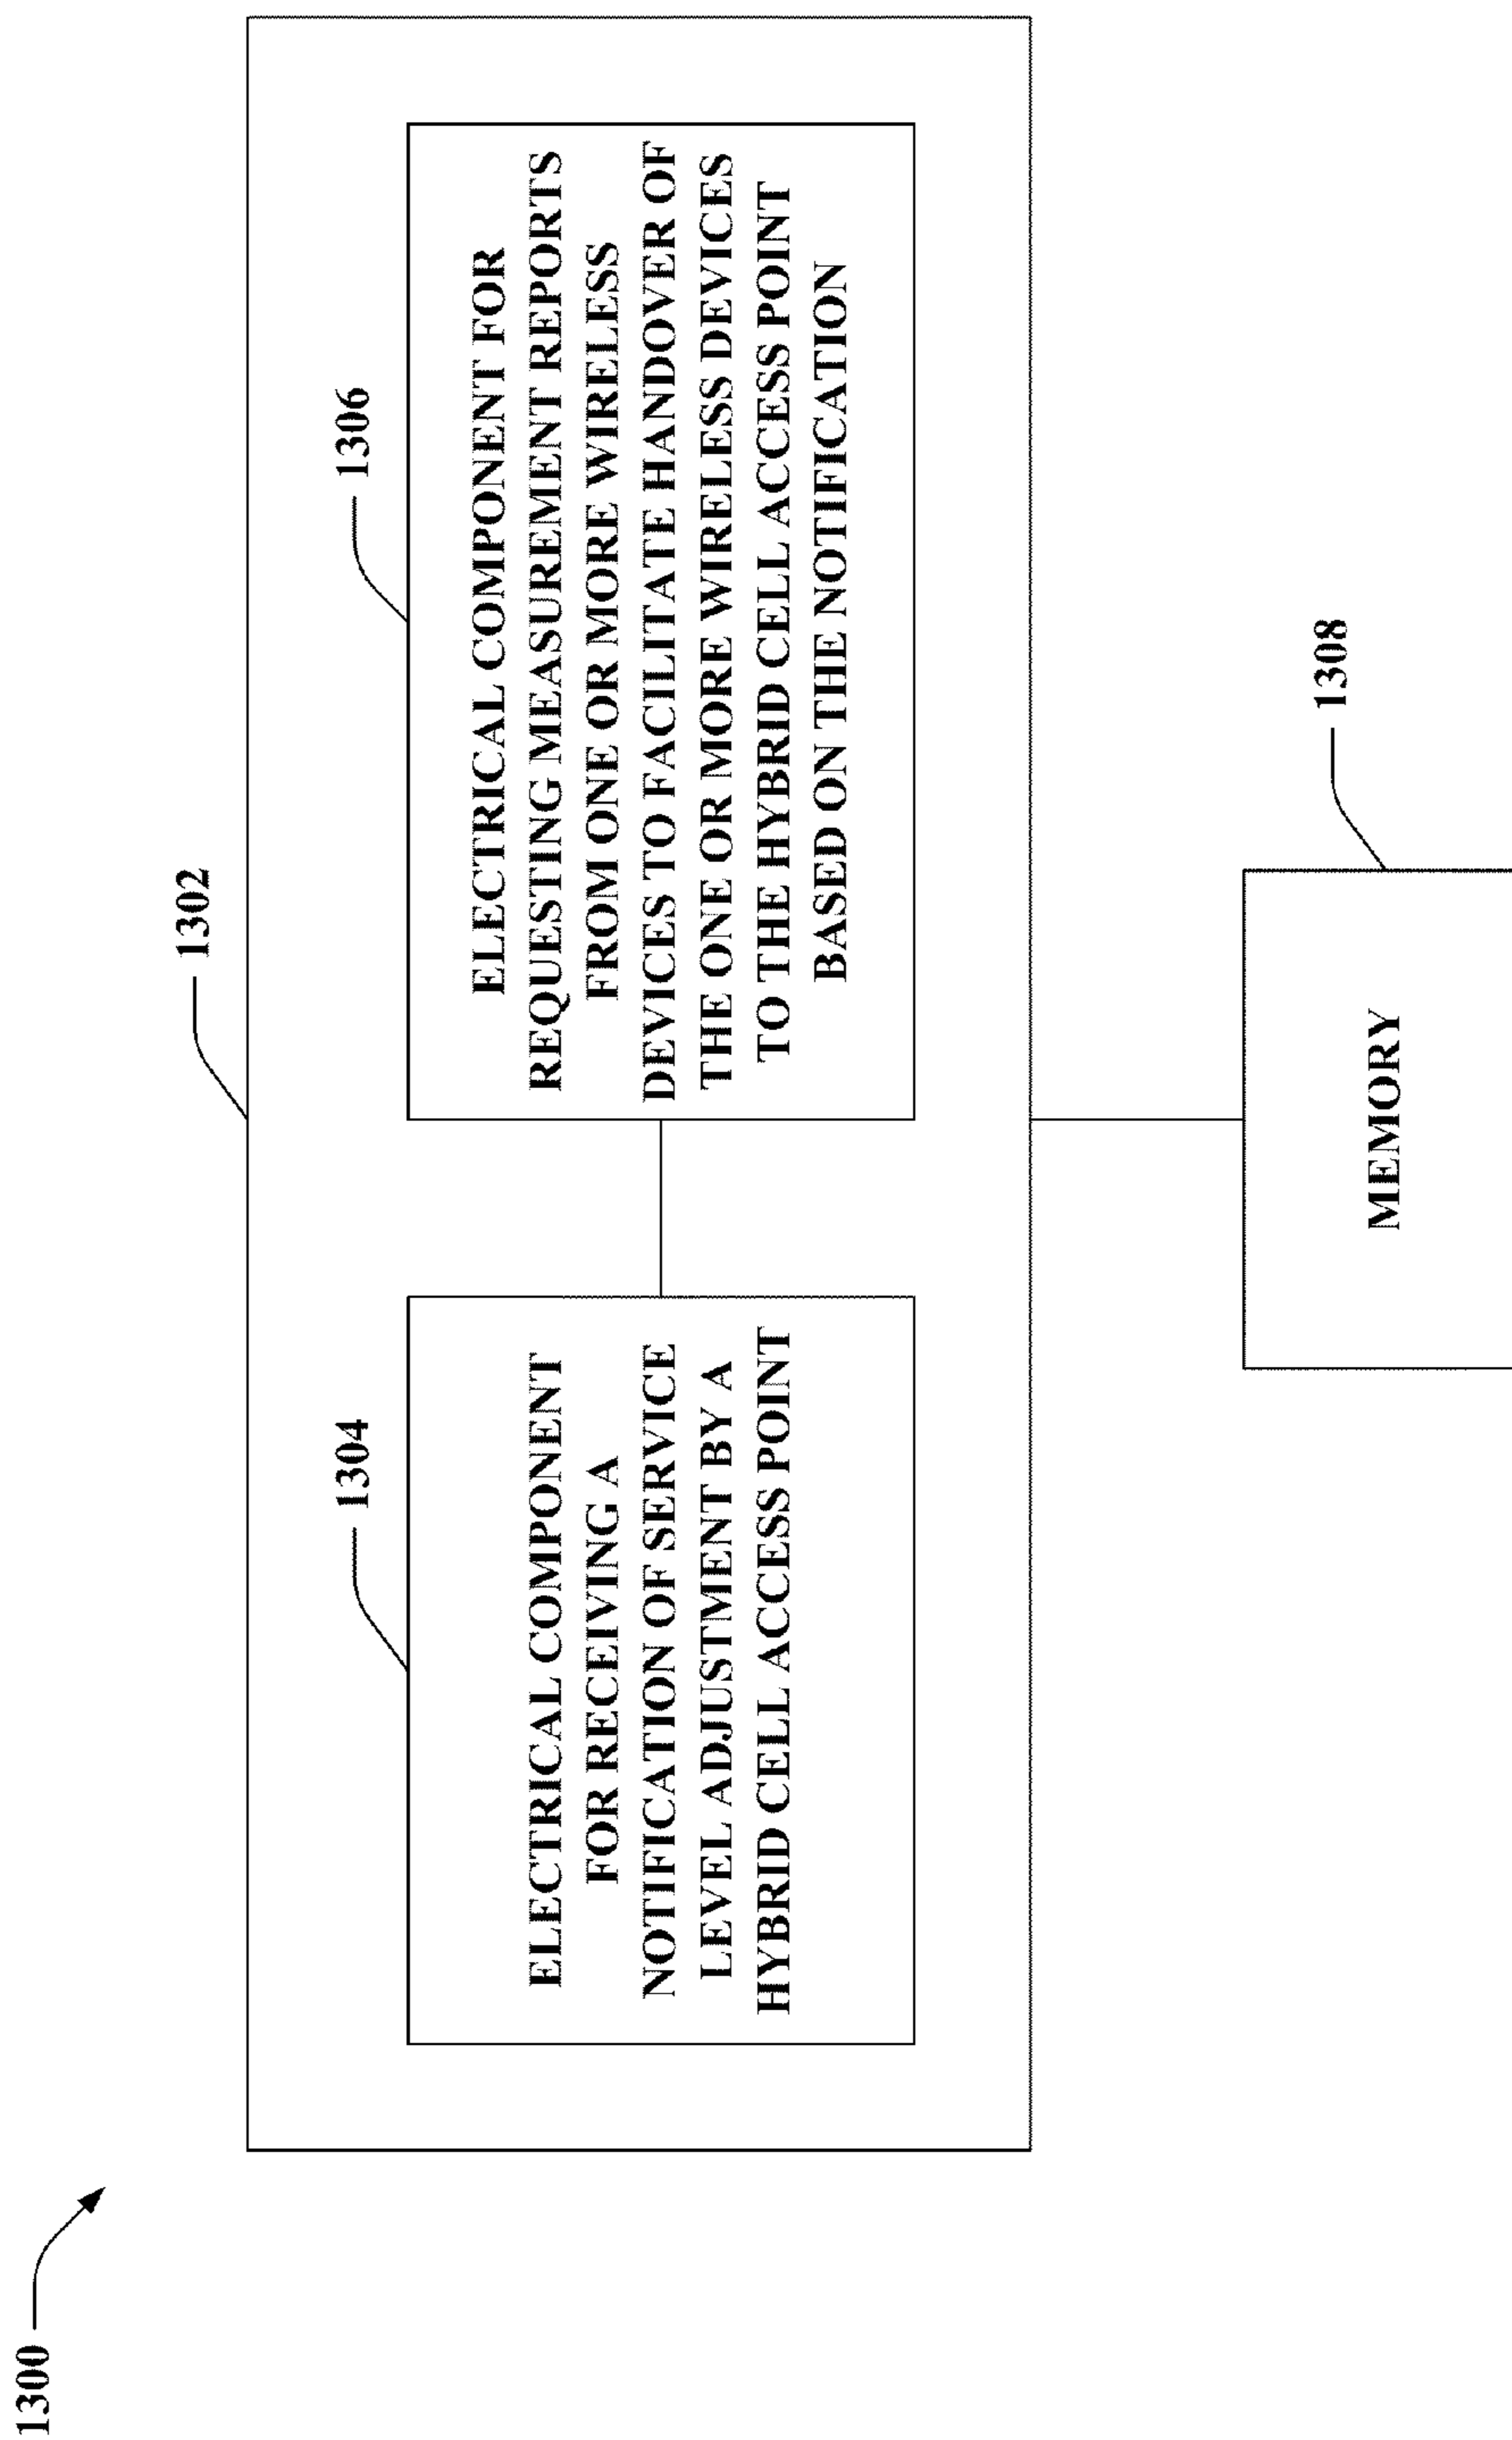 1300
1302
1304
ELECTRICAL COMPONENT
FOR RECEIVING A
NOTIFICATION OF SERVICE
LEVEL ADJUSTMENT BY A
HYBRID CELL ACCESS POINT
1306
ELECTRICAL COMPONENT FOR
REQUESTING MEASUREMENT REPORTS
FROM ONE OR MORE WIRELESS
DEVICES TO FACILITATE HANDOVER OF
THE ONE OR MORE WIRELESS DEVICES
TO THE HYBRID CELL ACCESS POINT
BASED ON THE NOTIFICATION
1308
MEMORY